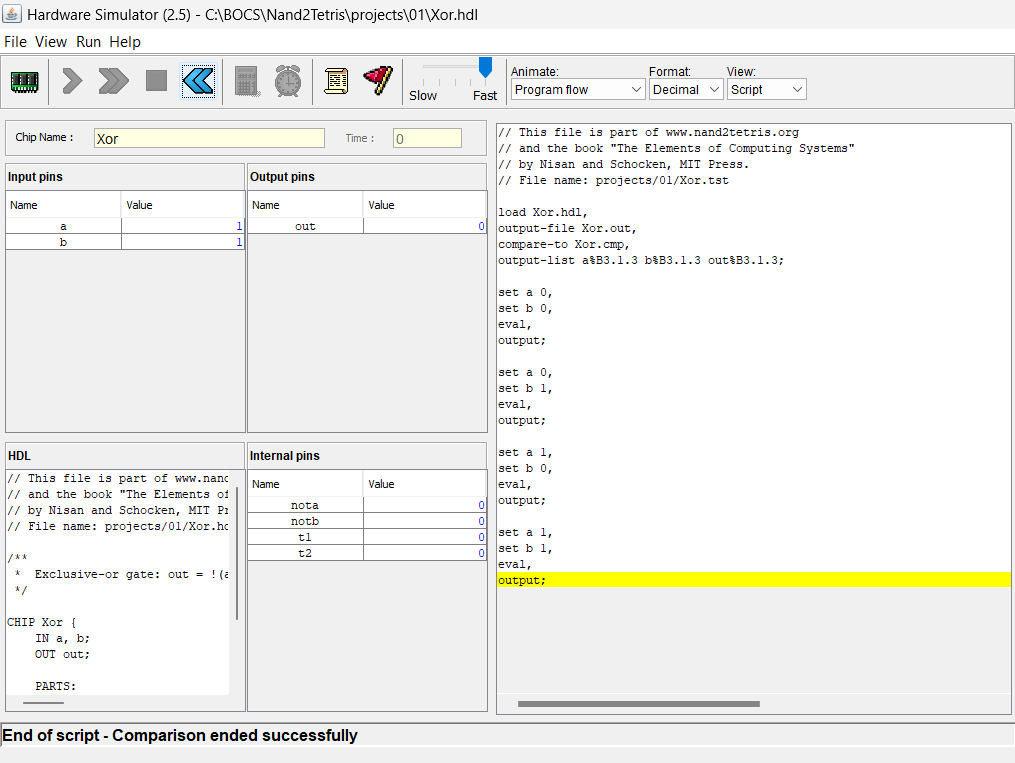 Hardware Simulator (2.5) - C:\BOCS\Nand2Tetris\projects\01\Xor.hdl
File View Run Help
Slow Fast
Animate: Format: View:
Program flow Decimal Script
Chip Name : Xor Time : 0
Input pins
Name Value
a 1
b 1
Output pins
Name Value
out 0
HDL
// This file is part of www.nand
// and the book "The Elements of
// by Nisan and Schocken, MIT Pr
// File name: projects/01/Xor.hd
/**
* Exclusive-or gate: out = !(a
*/
CHIP Xor {
IN a, b;
OUT out;
PARTS:
Internal pins
Name Value
nota 0
notb 0
t1 0
t2 0
// This file is part of www.nand2tetris.org
// and the book "The Elements of Computing Systems"
// by Nisan and Schocken, MIT Press.
// File name: projects/01/Xor.tst
load Xor.hdl,
output-file Xor.out,
compare-to Xor.cmp,
output-list a%B3.1.3 b%B3.1.3 out%B3.1.3;
set a 0,
set b 0,
eval,
output;
set a 0,
set b 1,
eval,
output;
set a 1,
set b 0,
eval,
output;
set a 1,
set b 1,
eval,
output;
End of script - Comparison ended successfully